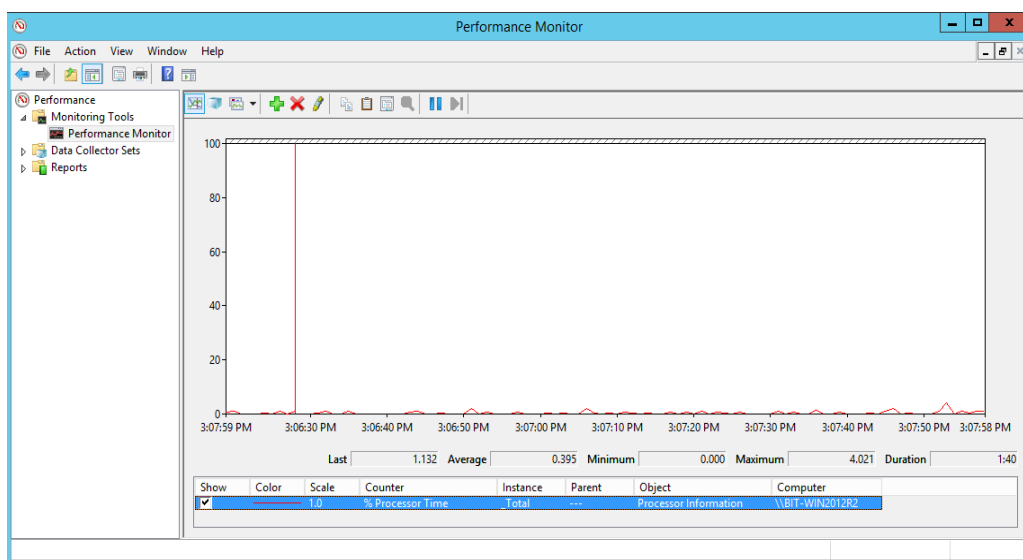 Performance Monitor
File Action View Window Help
Performance
Monitoring Tools
Performance Monitor
Data Collector Sets
Reports
100
80
60
40
20
0
3:07:59 PM 3:06:30 PM 3:06:40 PM 3:06:50 PM 3:07:00 PM 3:07:10 PM 3:07:20 PM 3:07:30 PM 3:07:40 PM 3:07:50 PM 3:07:58 PM
Last 1.132 Average 0.395 Minimum 0.000 Maximum 4.021 Duration 1:40
Show Color Scale Counter Instance Parent Object Computer
1.0 % Processor Time _Total --- Processor Information \\BIT-WIN2012R2